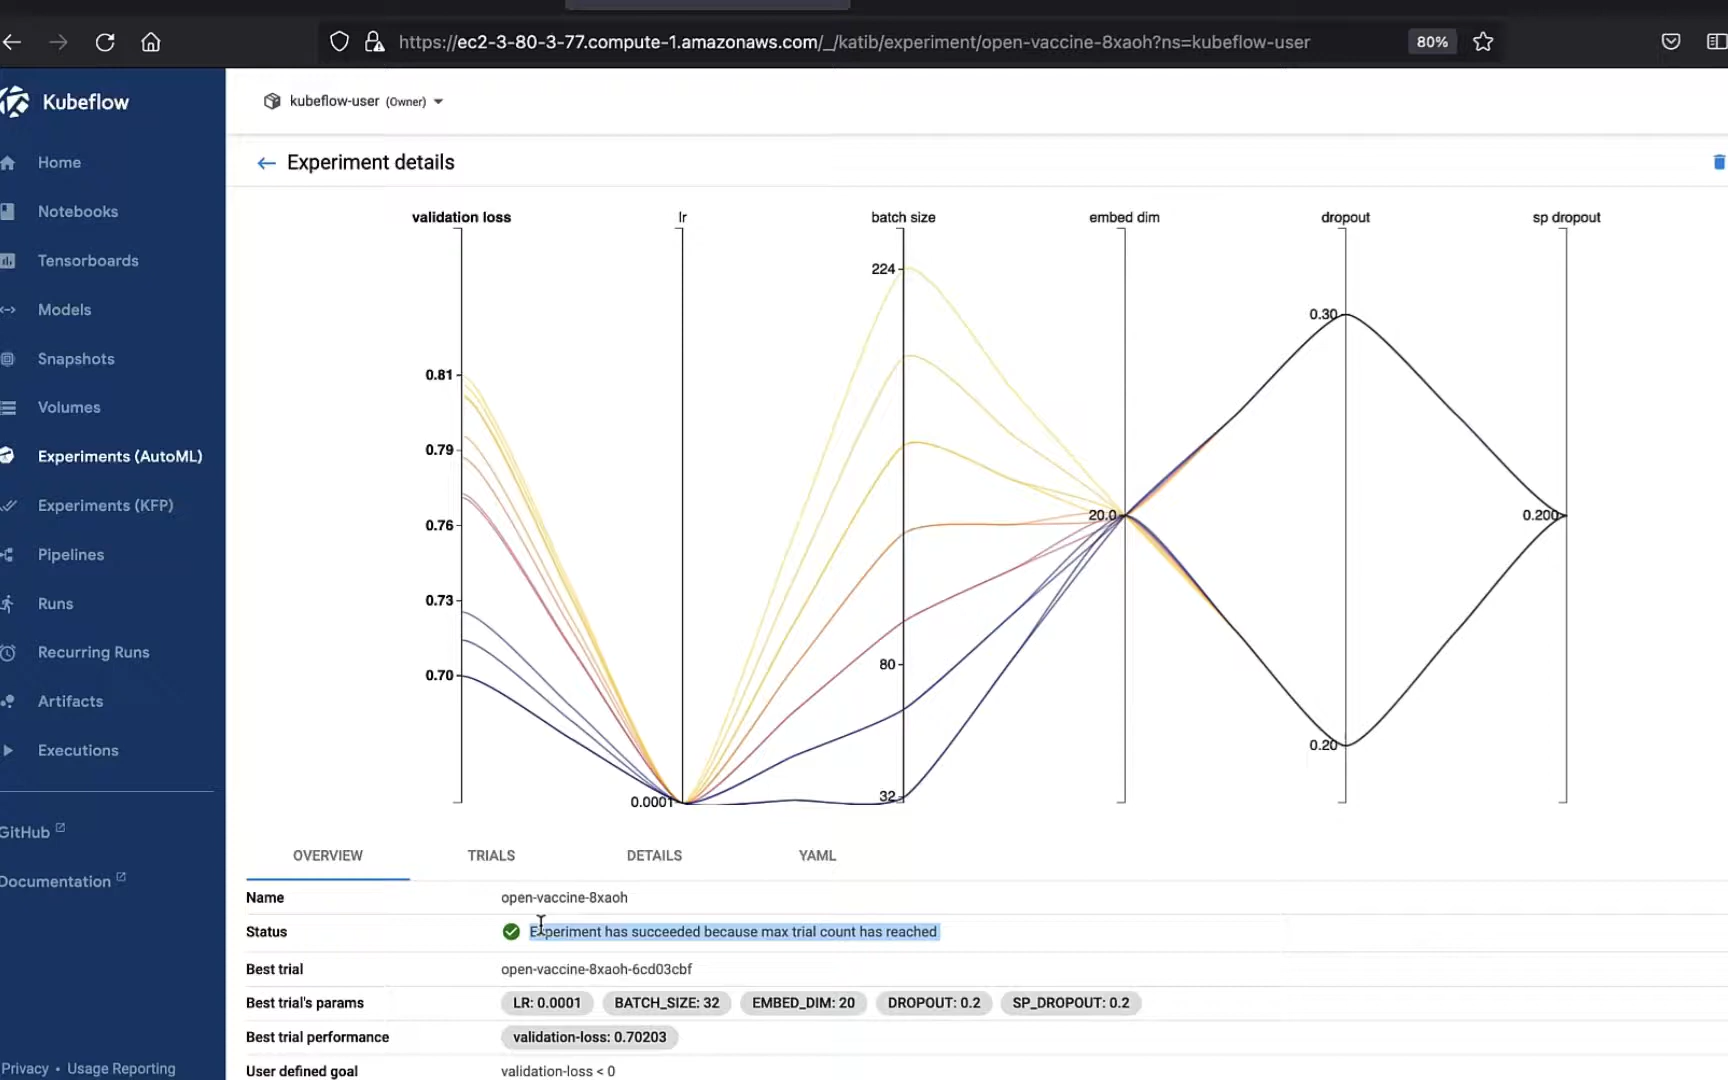 https://ec2-3-80-3-77.compute-1.amazonaws.com/_/katib/experiment/open-vaccine-8xaoh?ns=kubeflow-user
80%
Kubeflow
kubeflow-user (Owner)
Home
Experiment details
Notebooks
Tensorboards
Models
Snapshots
Volumes
Experiments (AutoML)
Experiments (KFP)
Pipelines
Runs
Recurring Runs
Artifacts
Executions
GitHub
Documentation
Privacy • Usage Reporting
validation loss
lr
batch size
embed dim
dropout
sp dropout
0.81
0.79
0.76
0.73
0.70
0.0001
224
80
32
20.0
0.30
0.20
0.200
OVERVIEW
TRIALS
DETAILS
YAML
Name open-vaccine-8xaoh
Status Experiment has succeeded because max trial count has reached
Best trial open-vaccine-8xaoh-6cd03cbf
Best trial's params LR: 0.0001 BATCH_SIZE: 32 EMBED_DIM: 20 DROPOUT: 0.2 SP_DROPOUT: 0.2
Best trial performance validation-loss: 0.70203
User defined goal validation-loss < 0